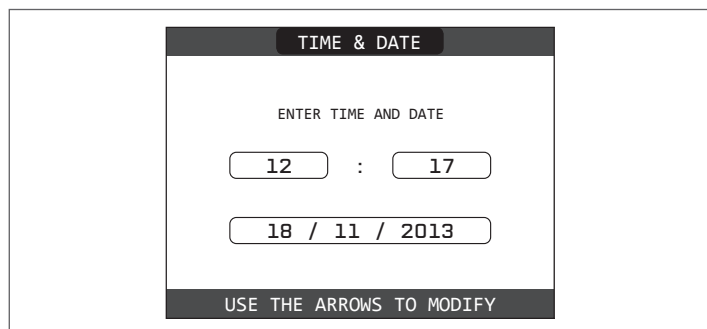 TIME & DATE
ENTER TIME AND DATE
12 : 17
18 / 11 / 2013
USE THE ARROWS TO MODIFY